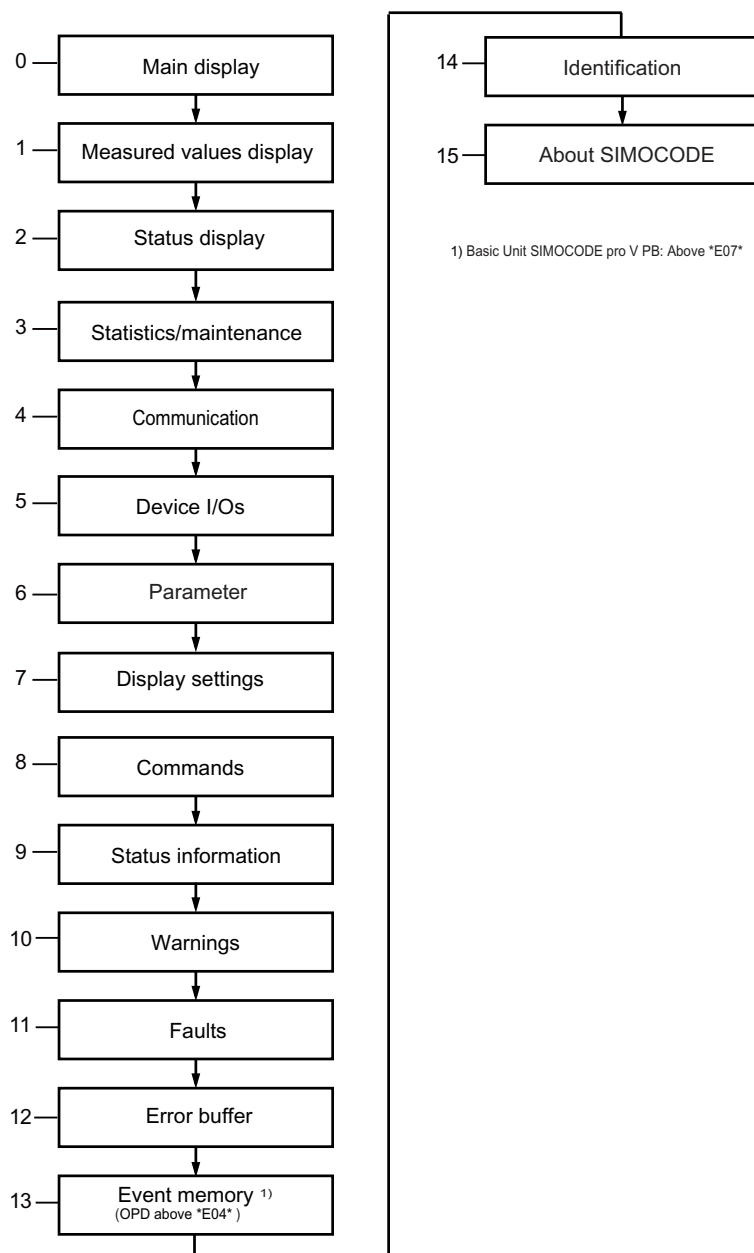 0 Main display
1 Measured values display
2 Status display
3 Statistics/maintenance
4 Communication
5 Device I/Os
6 Parameter
7 Display settings
8 Commands
9 Status information
10 Warnings
11 Faults
12 Error buffer
13 Event memory 1)
(OPD above *E04* )
14 Identification
15 About SIMOCODE
1) Basic Unit SIMOCODE pro V PB: Above *E07*